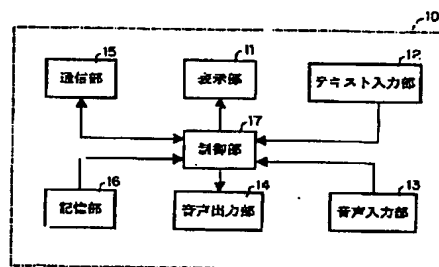 10
15
通信部
11
表示部
12
テキスト入力部
17
制御部
16
記信部
14
音声出力部
13
音声入力部